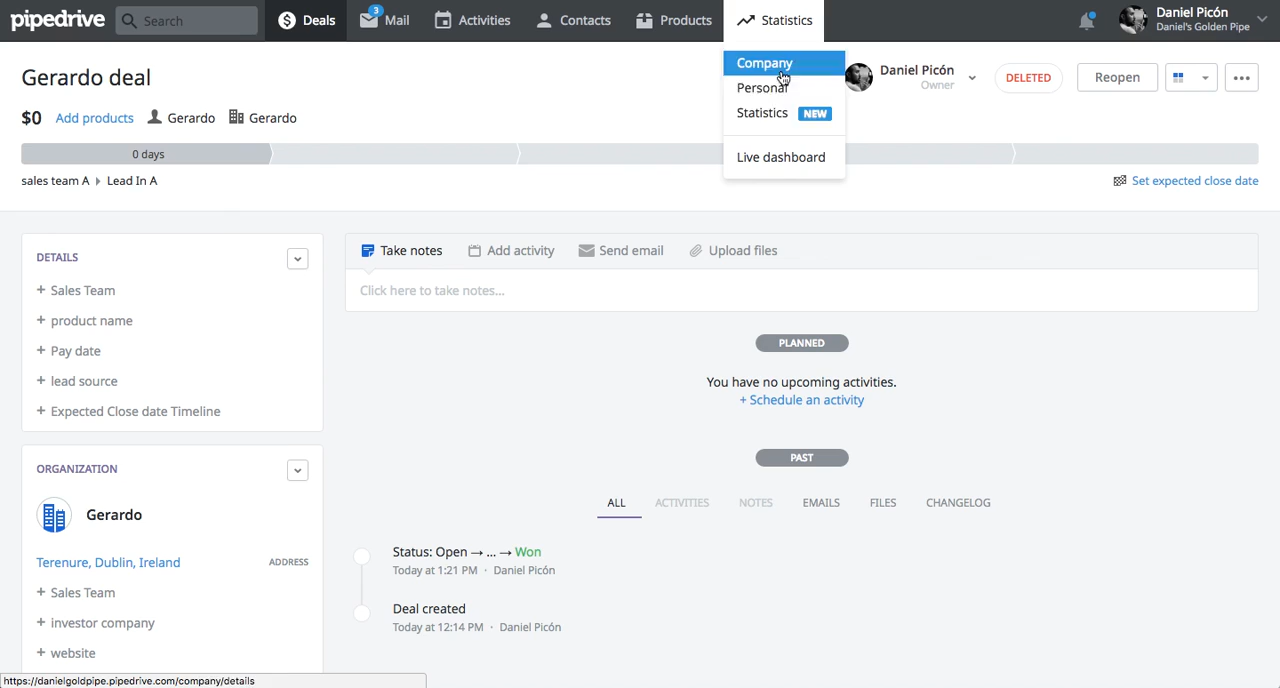 pipedrive Search Deals 3 Mail Activities Contacts Products Statistics Daniel Picón
Daniel's Golden Pipe
Company
Personal
Statistics NEW
Live dashboard
Gerardo deal
Daniel Picón
Owner
DELETED Reopen
$0 Add products Gerardo Gerardo
0 days
sales team A Lead In A
Set expected close date
DETAILS
+ Sales Team
+ product name
+ Pay date
+ lead source
+ Expected Close date Timeline
ORGANIZATION
Gerardo
Terenure, Dublin, Ireland ADDRESS
+ Sales Team
+ investor company
+ website
Take notes Add activity Send email Upload files
Click here to take notes...
PLANNED
You have no upcoming activities.
+ Schedule an activity
PAST
ALL ACTIVITIES NOTES EMAILS FILES CHANGELOG
Status: Open → ... → Won
Today at 1:21 PM · Daniel Picón
Deal created
Today at 12:14 PM · Daniel Picón
https://danielgoldpipe.pipedrive.com/company/details